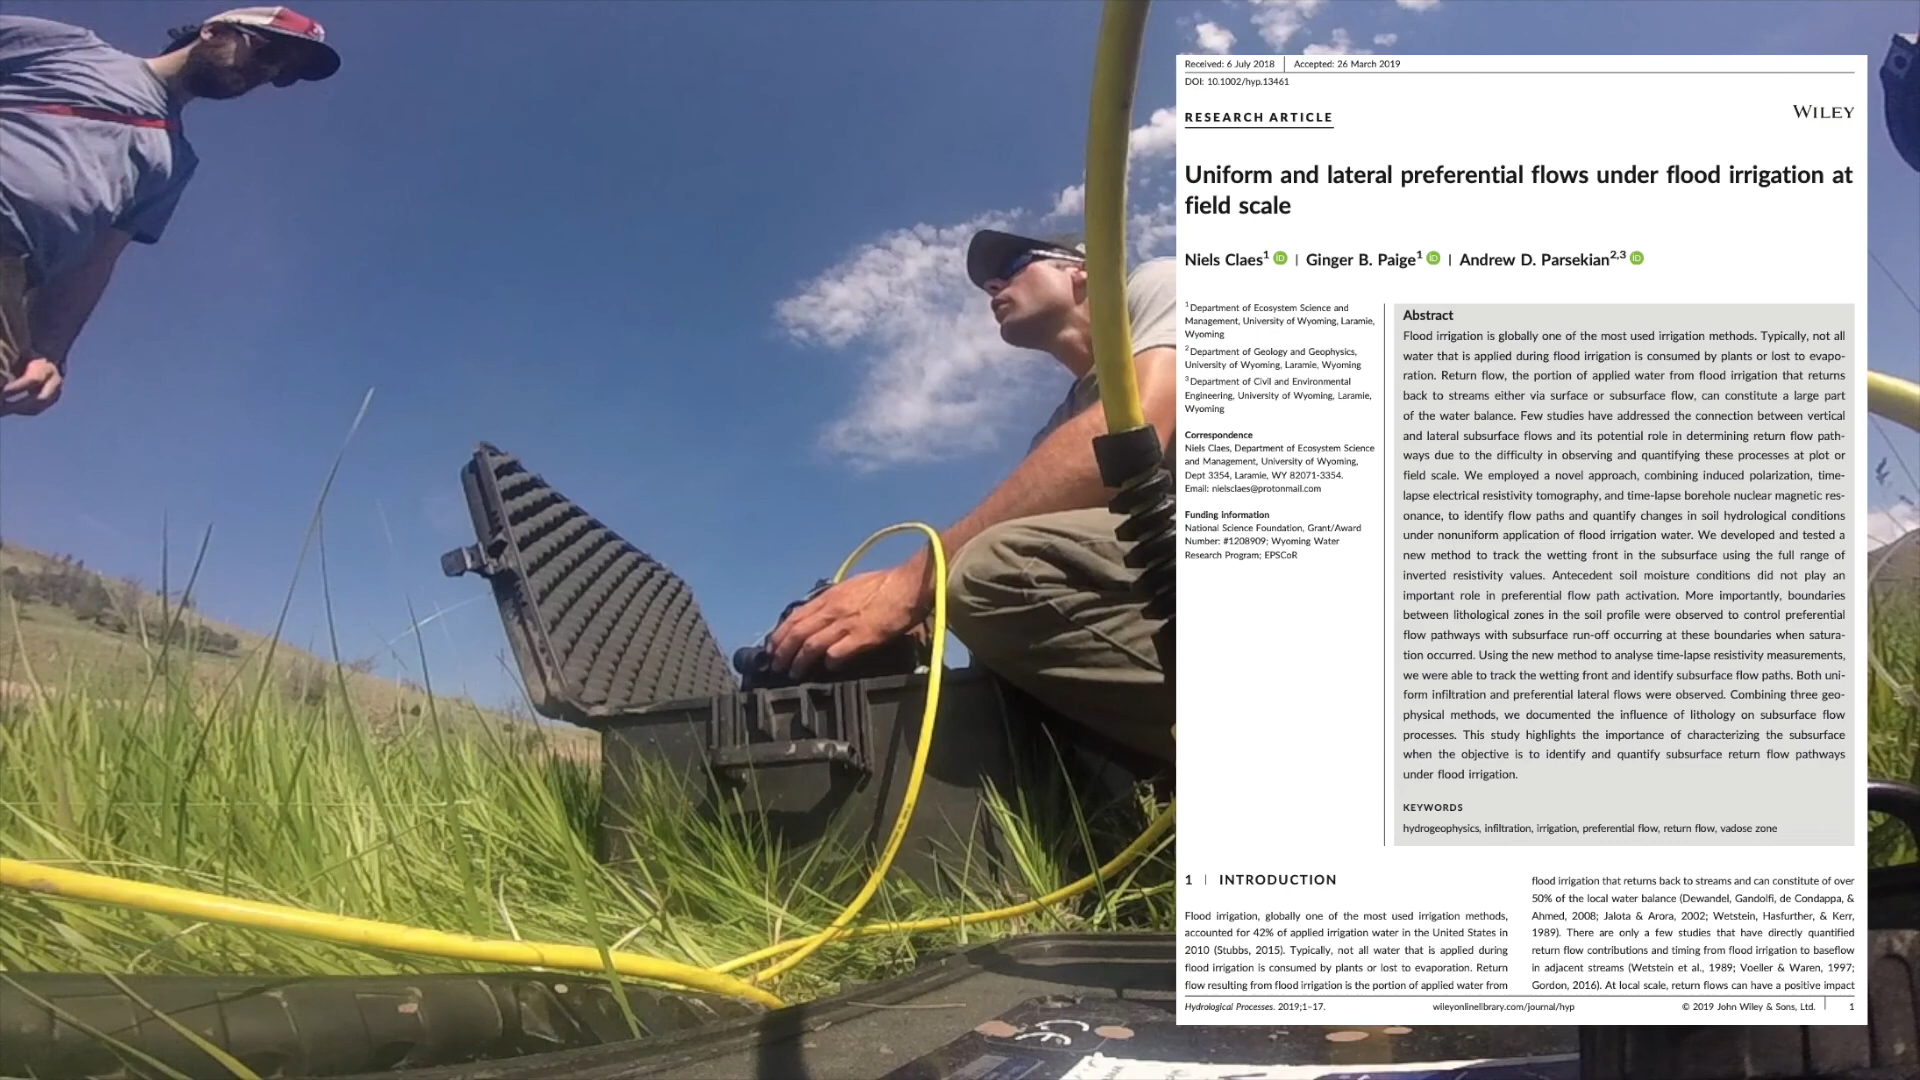 Received: 6 July 2018 | Accepted: 26 March 2019
DOI: 10.1002/hyp.13461
RESEARCH ARTICLE
WILEY
Uniform and lateral preferential flows under flood irrigation at
field scale
Niels Claes1 iD | Ginger B. Paige1 iD | Andrew D. Parsekian2,3 iD
1Department of Ecosystem Science and
Management, University of Wyoming, Laramie,
Wyoming
2Department of Geology and Geophysics,
University of Wyoming, Laramie, Wyoming
3Department of Civil and Environmental
Engineering, University of Wyoming, Laramie,
Wyoming
Correspondence
Niels Claes, Department of Ecosystem Science
and Management, University of Wyoming,
Dept 3354, Laramie, WY 82071-3354.
Email: nielsclaes@protonmail.com
Funding information
National Science Foundation, Grant/Award
Number: #1208909; Wyoming Water
Research Program; EPSCoR
Abstract
Flood irrigation is globally one of the most used irrigation methods. Typically, not all
water that is applied during flood irrigation is consumed by plants or lost to evapo-
ration. Return flow, the portion of applied water from flood irrigation that returns
back to streams either via surface or subsurface flow, can constitute a large part
of the water balance. Few studies have addressed the connection between vertical
and lateral subsurface flows and its potential role in determining return flow path-
ways due to the difficulty in observing and quantifying these processes at plot or
field scale. We employed a novel approach, combining induced polarization, time-
lapse electrical resistivity tomography, and time-lapse borehole nuclear magnetic res-
onance, to identify flow paths and quantify changes in soil hydrological conditions
under nonuniform application of flood irrigation water. We developed and tested a
new method to track the wetting front in the subsurface using the full range of
inverted resistivity values. Antecedent soil moisture conditions did not play an
important role in preferential flow path activation. More importantly, boundaries
between lithological zones in the soil profile were observed to control preferential
flow pathways with subsurface run-off occurring at these boundaries when satura-
tion occurred. Using the new method to analyse time-lapse resistivity measurements,
we were able to track the wetting front and identify subsurface flow paths. Both uni-
form infiltration and preferential lateral flows were observed. Combining three geo-
physical methods, we documented the influence of lithology on subsurface flow
processes. This study highlights the importance of characterizing the subsurface
when the objective is to identify and quantify subsurface return flow pathways
under flood irrigation.
KEYWORDS
hydrogeophysics, infiltration, irrigation, preferential flow, return flow, vadose zone
1 | INTRODUCTION
Flood irrigation, globally one of the most used irrigation methods,
accounted for 42% of applied irrigation water in the United States in
2010 (Stubbs, 2015). Typically, not all water that is applied during
flood irrigation is consumed by plants or lost to evaporation. Return
flow resulting from flood irrigation is the portion of applied water from
flood irrigation that returns back to streams and can constitute of over
50% of the local water balance (Dewandel, Gandolfi, de Condappa, &
Ahmed, 2008; Jalota & Arora, 2002; Wetstein, Hasfurther, & Kerr,
1989). There are only a few studies that have directly quantified
return flow contributions and timing from flood irrigation to baseflow
in adjacent streams (Wetstein et al., 1989; Voeller & Waren, 1997;
Gordon, 2016). At local scale, return flows can have a positive impact
Hydrological Processes. 2019;1–17.
wileyonlinelibrary.com/journal/hyp
© 2019 John Wiley & Sons, Ltd. | 1
CE